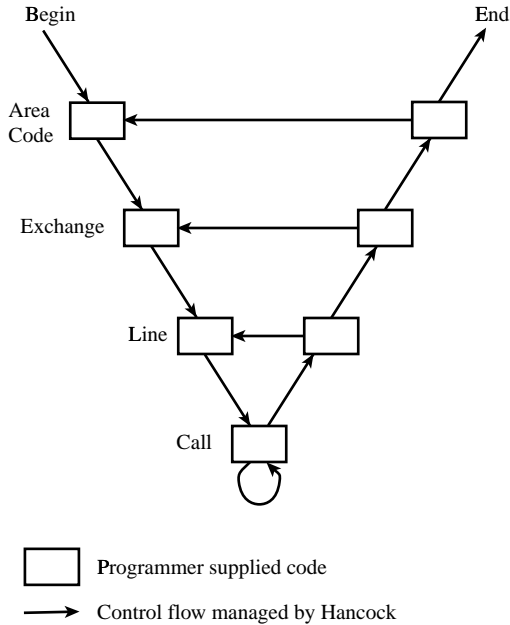 Begin
End
Area
Code
Exchange
Line
Call
Programmer supplied code
Control flow managed by Hancock